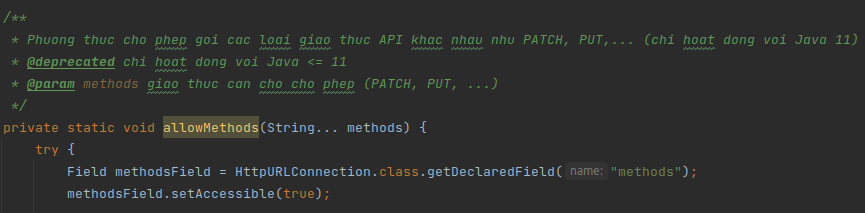 /**
 * Phuong thuc cho phep goi cac loai giao thuc API khac nhau nhu PATCH, PUT,... (chi hoat dong voi Java 11)
 * @deprecated chi hoat dong voi Java <= 11
 * @param methods giao thuc can cho cho phep (PATCH, PUT, ...)
 */
private static void allowMethods(String... methods) {
    try {
        Field methodsField = HttpURLConnection.class.getDeclaredField( name: "methods");
        methodsField.setAccessible(true);